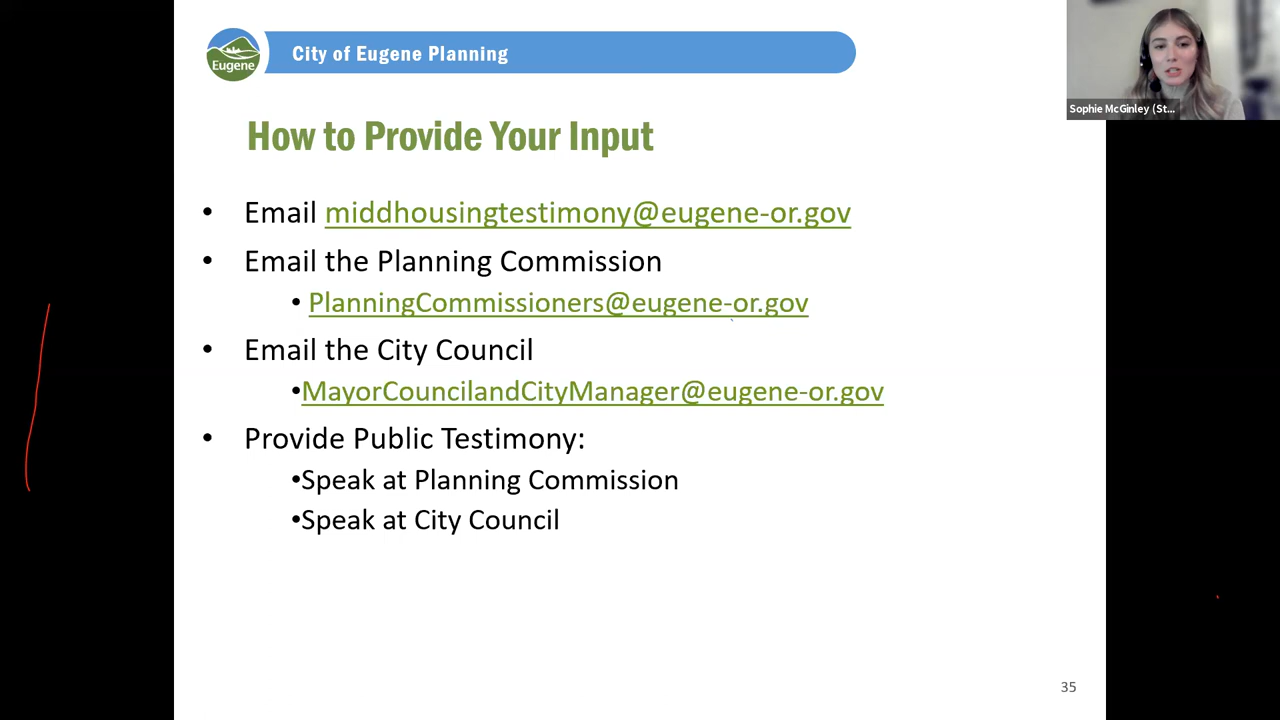 City of Eugene Planning
Eugene
Sophie McGinley (St...
How to Provide Your Input
• Email middhousingtestimony@eugene-or.gov
• Email the Planning Commission
• PlanningCommissioners@eugene-or.gov
• Email the City Council
•MayorCouncilandCityManager@eugene-or.gov
• Provide Public Testimony:
•Speak at Planning Commission
•Speak at City Council
35